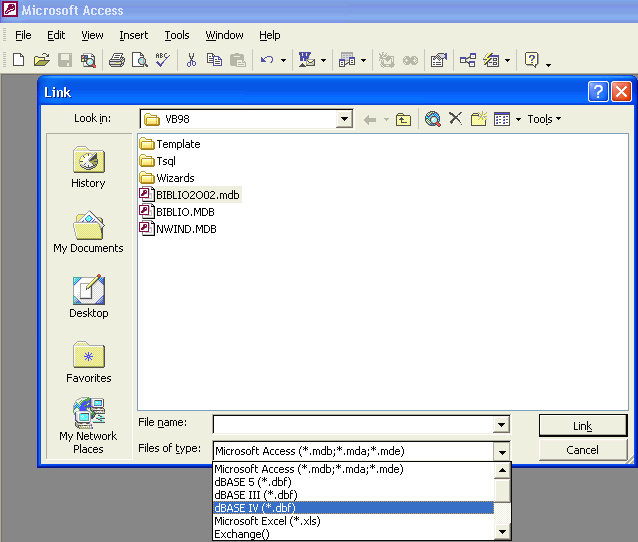 Microsoft Access
File Edit View Insert Tools Window Help
Link
Look in: VB98 Tools
History
My Documents
Desktop
Favorites
My Network
Places
Template
Tsql
Wizards
BIBLIO2002.mdb
BIBLIO.MDB
NWIND.MDB
File name: Link
Files of type: Microsoft Access (*.mdb;*.mda;*.mde) Cancel
Microsoft Access (*.mdb;*.mda;*.mde)
dBASE 5 (*.dbf)
dBASE III (*.dbf)
dBASE IV (*.dbf)
Microsoft Excel (*.xls)
Exchange()